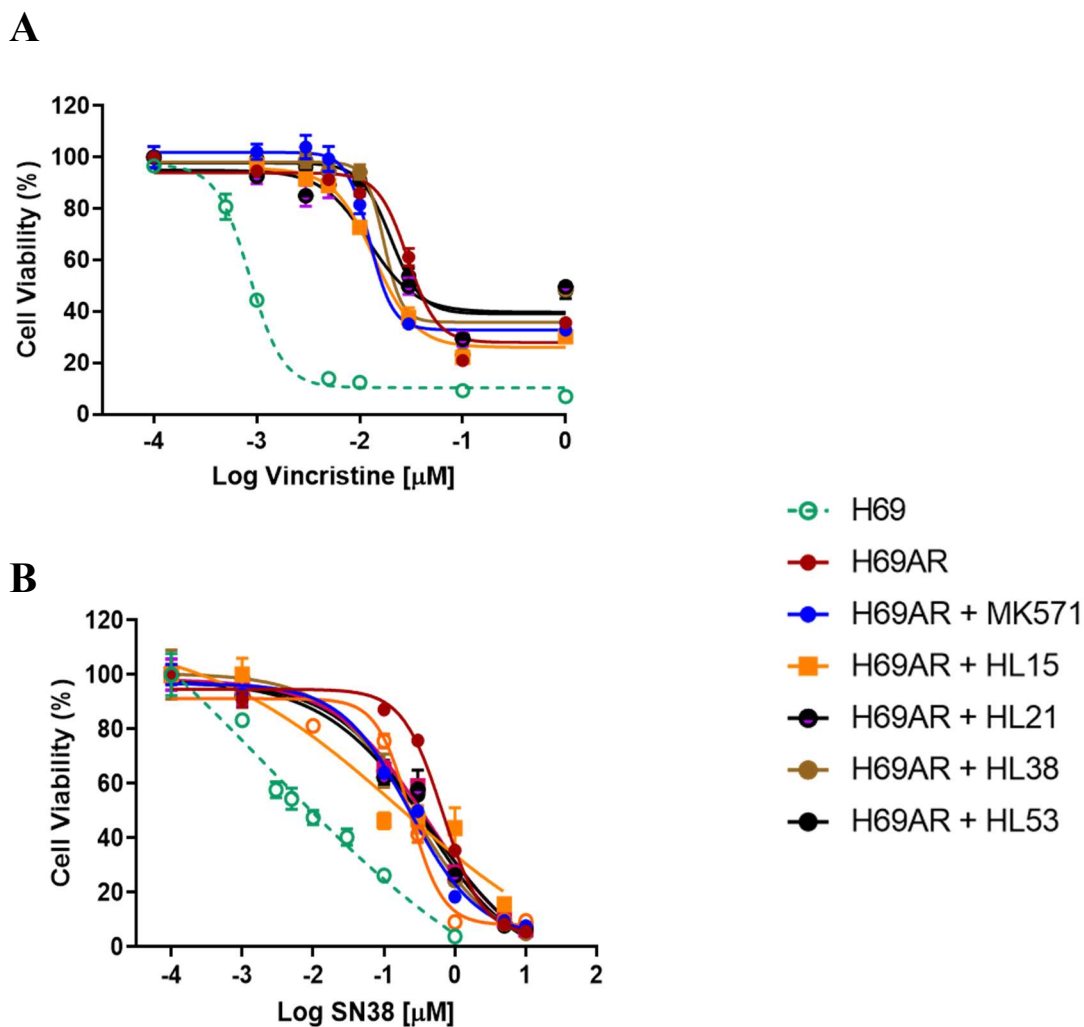 A
120
100
80
60
40
20
0
Cell Viability (%)
-4 -3 -2 -1 0
Log Vincristine [µM]
H69
H69AR
H69AR + MK571
H69AR + HL15
H69AR + HL21
H69AR + HL38
H69AR + HL53
B
120
100
80
60
40
20
0
Cell Viability (%)
-4 -3 -2 -1 0 1 2
Log SN38 [µM]